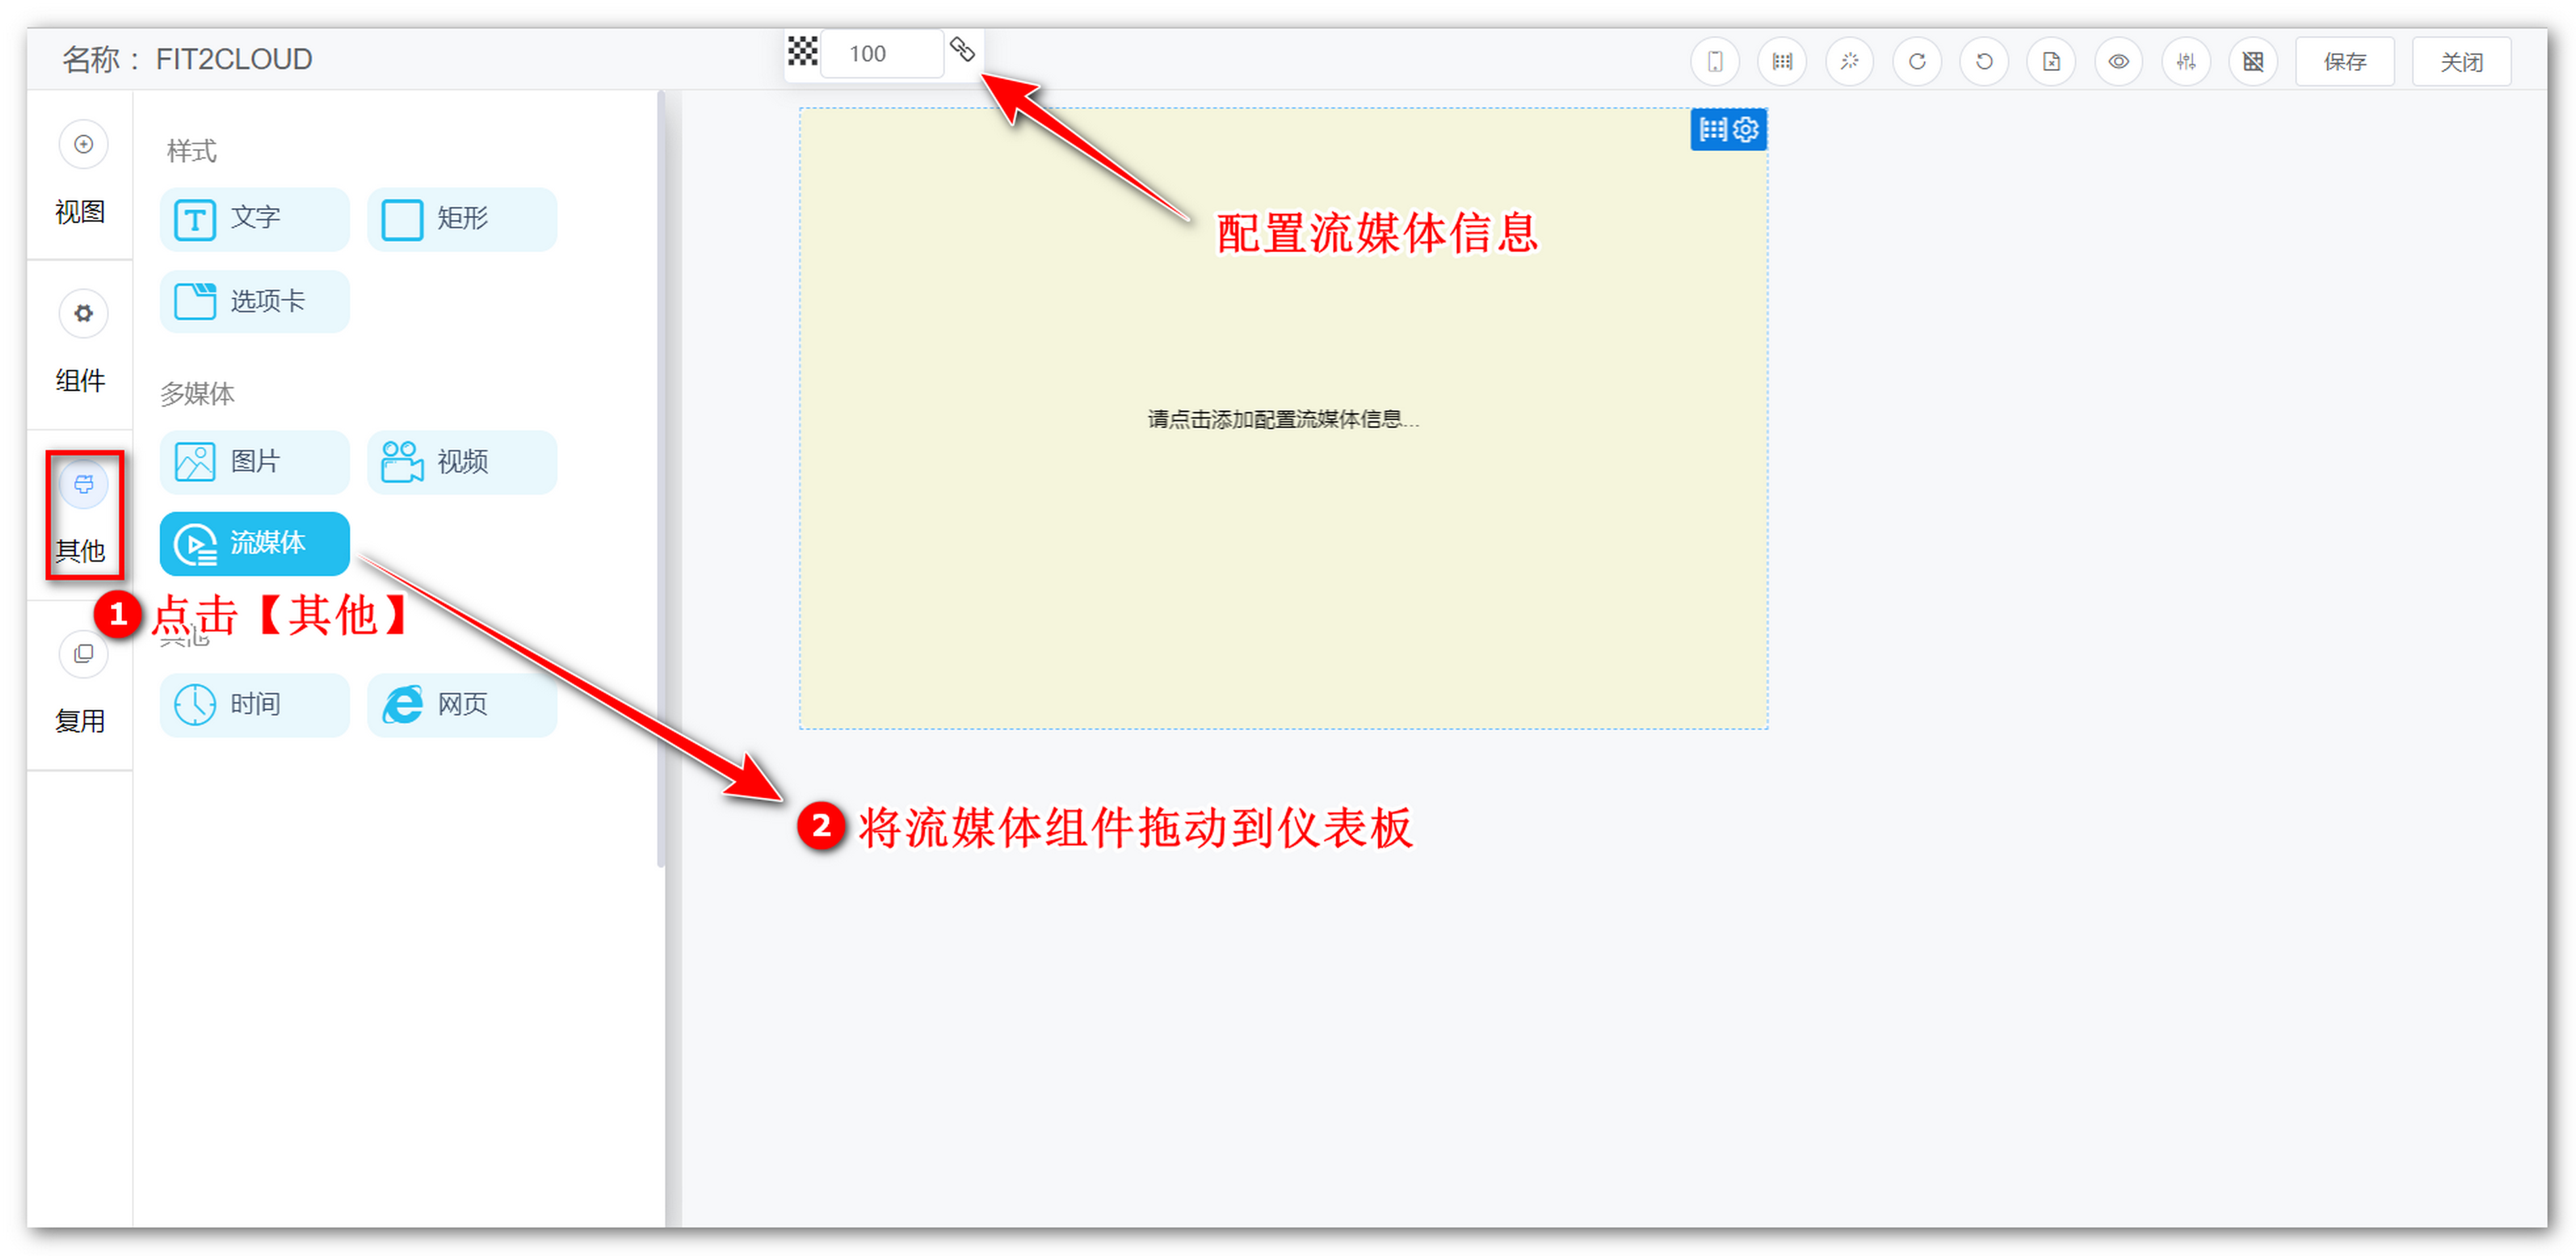 名称： FIT2CLOUD
100
保存
关闭
视图
组件
其他
复用
样式
文字
矩形
选项卡
多媒体
图片
视频
流媒体
1 点击【其他】
其他
时间
网页
配置流媒体信息
请点击添加配置流媒体信息...
2 将流媒体组件拖动到仪表板